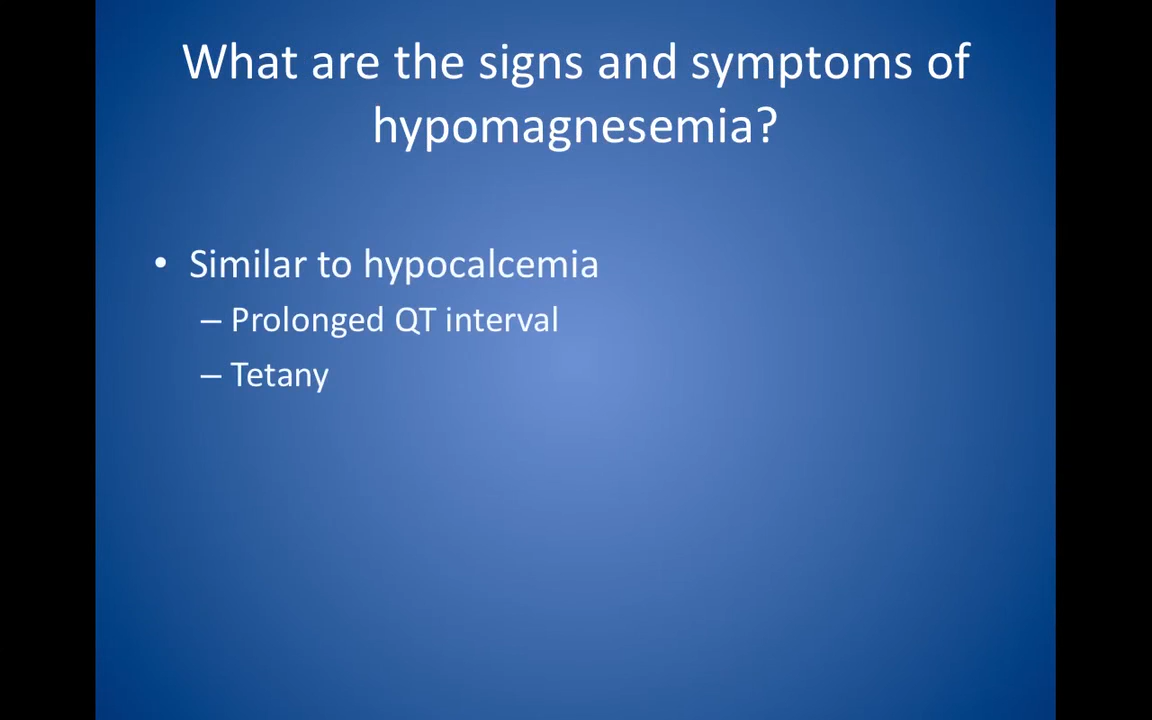 What are the signs and symptoms of
hypomagnesemia?
• Similar to hypocalcemia
– Prolonged QT interval
– Tetany